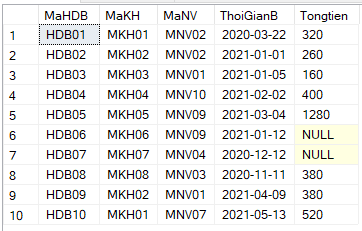 MaHDB MaKH MaNV ThoiGianB Tongtien
1 HDB01 MKH01 MNV02 2020-03-22 320
2 HDB02 MKH02 MNV02 2021-01-01 260
3 HDB03 MKH03 MNV01 2021-01-05 160
4 HDB04 MKH04 MNV10 2021-02-02 400
5 HDB05 MKH05 MNV09 2021-03-04 1280
6 HDB06 MKH06 MNV09 2021-01-12 NULL
7 HDB07 MKH07 MNV04 2020-12-12 NULL
8 HDB08 MKH08 MNV03 2020-11-11 380
9 HDB09 MKH02 MNV01 2021-04-09 380
10 HDB10 MKH01 MNV07 2021-05-13 520